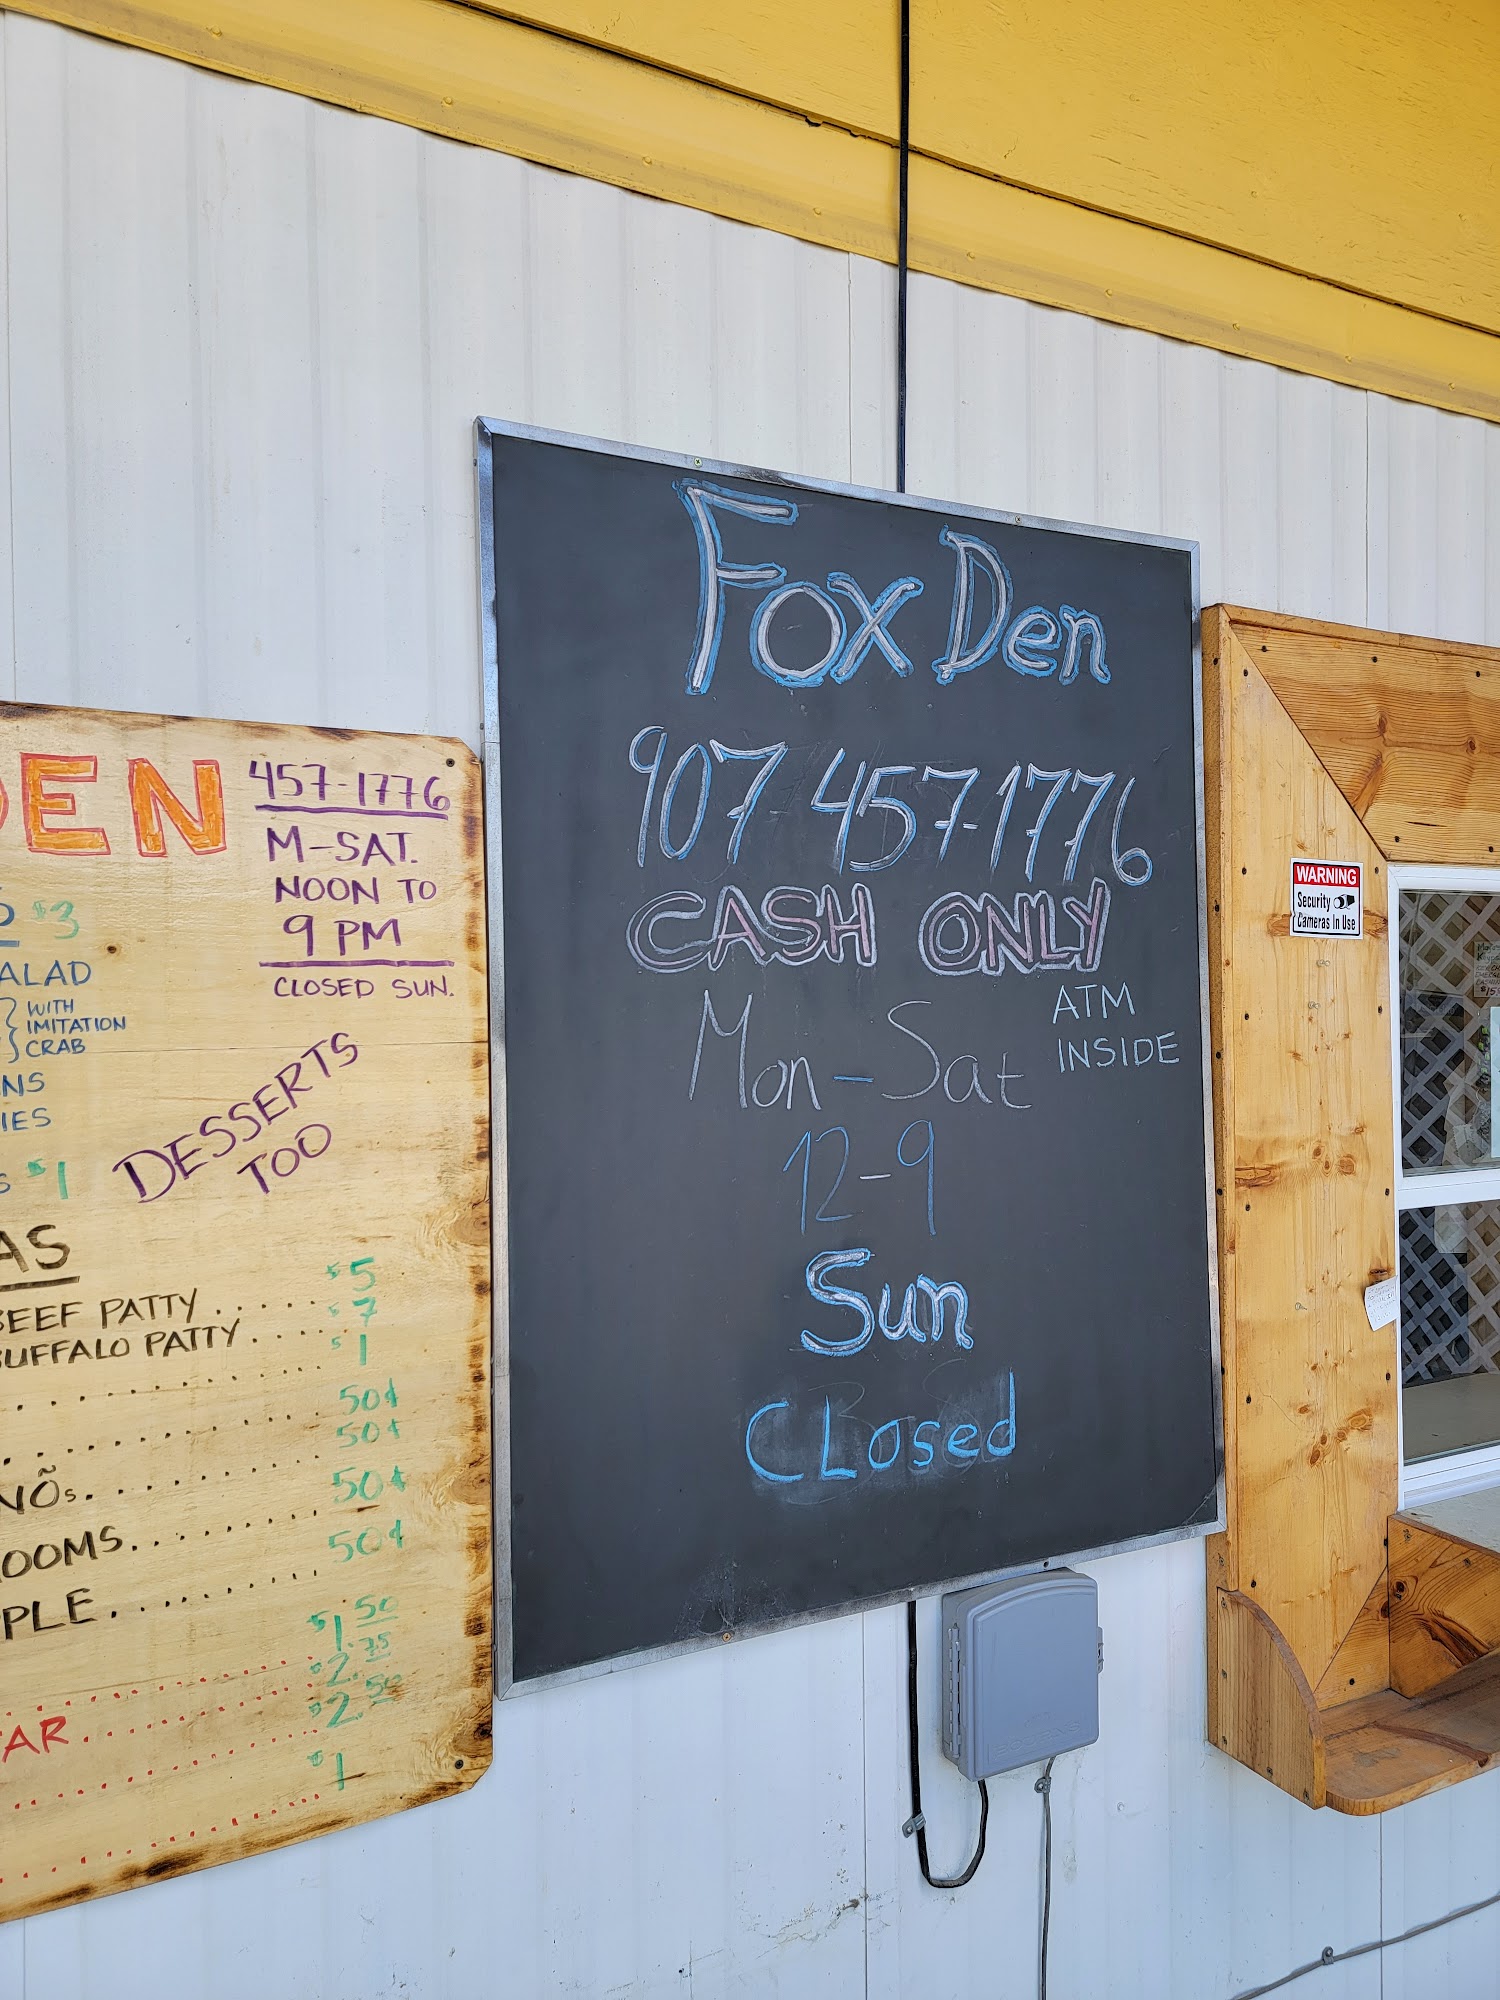 DEN
457-1776
M-SAT.
NOON TO
9 PM
CLOSED SUN.
$3
ALAD
WITH
IMITATION
CRAB
NS
IES
$1
DESSERTS
TOO
AS
BEEF PATTY ..... $5
BUFFALO PATTY .... $7
$1
50¢
50¢
NÕs. 50¢
OOMS. 50¢
PLE.
$1.50
$2.75
AR $2.50
$1
Fox Den
907-457-1776
CASH ONLY
Mon-Sat
ATM
INSIDE
12-9
Sun
CLosed
WARNING
Security
Cameras In Use